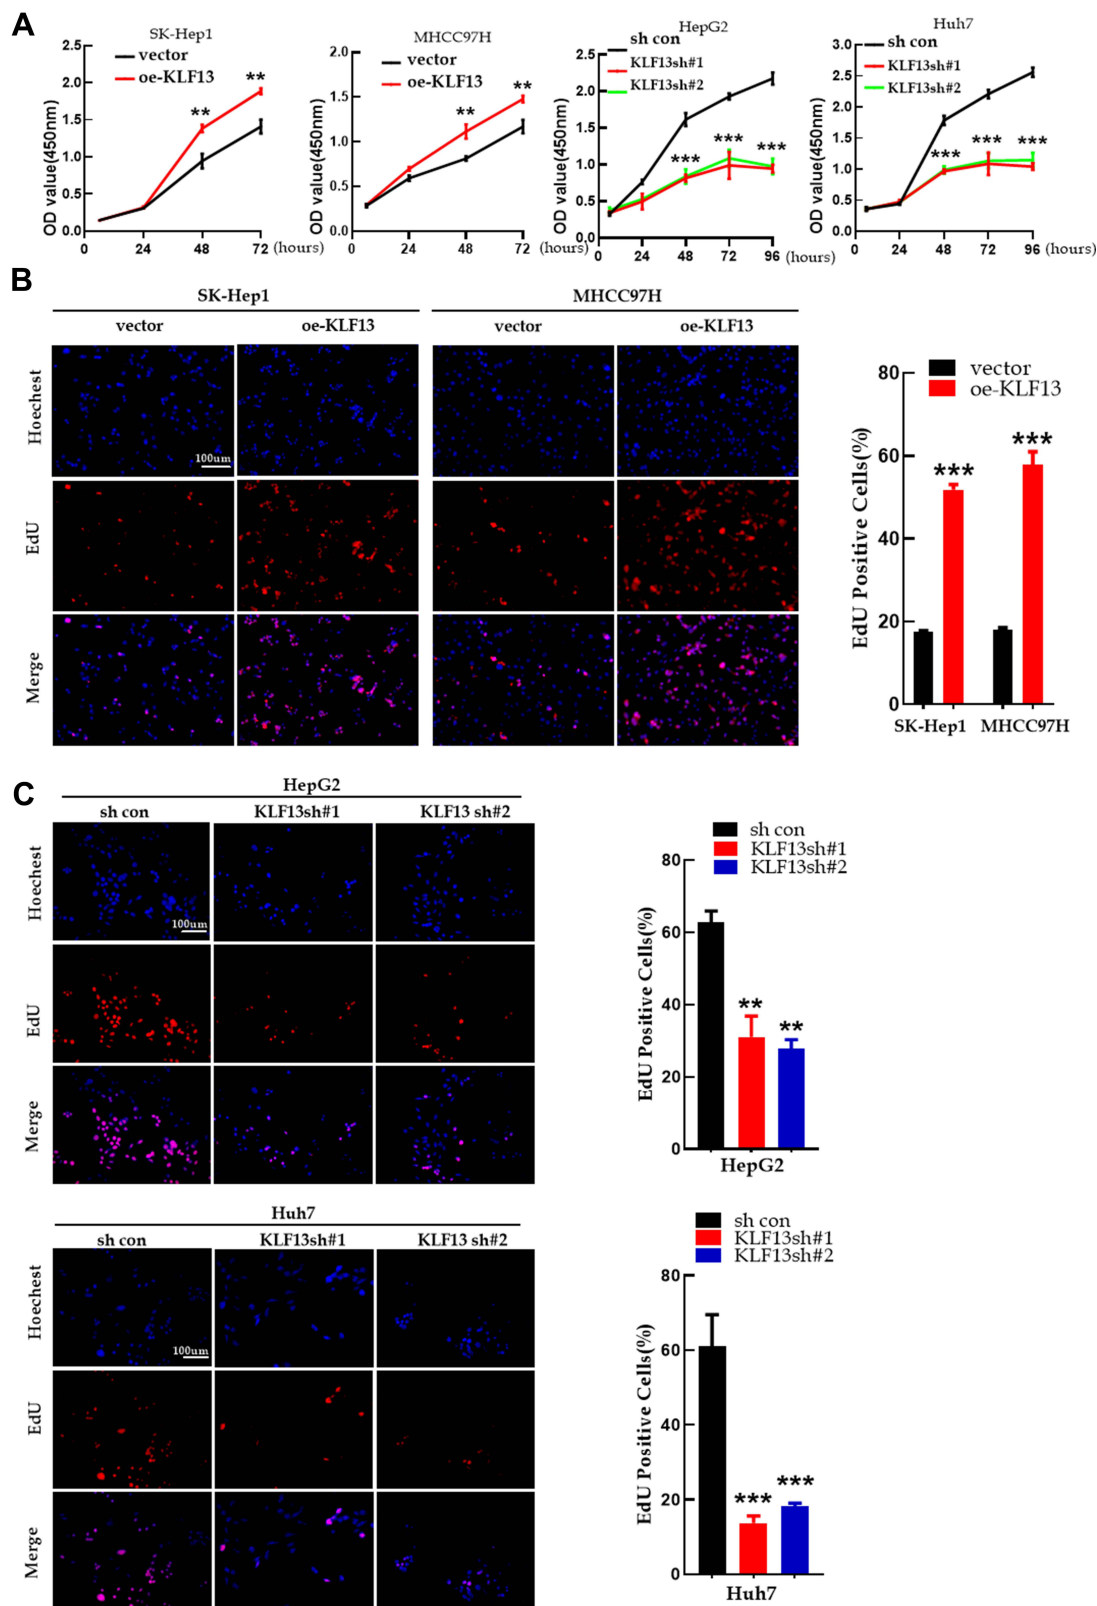 A
SK-Hep1
vector
oe-KLF13
OD value(450nm)
2.5
2.0
1.5
1.0
0.5
0.0
**
**
0 24 48 72 (hours)
MHCC97H
vector
oe-KLF13
OD value(450nm)
2.0
1.5
1.0
0.5
0.0
**
**
0 24 48 72 (hours)
HepG2
sh con
KLF13sh#1
KLF13sh#2
OD value(450nm)
2.5
2.0
1.5
1.0
0.5
0.0
***
***
***
0 24 48 72 96 (hours)
Huh7
sh con
KLF13sh#1
KLF13sh#2
OD value(450nm)
3.0
2.5
2.0
1.5
1.0
0.5
0.0
***
***
***
0 24 48 72 96 (hours)
B
SK-Hep1 MHCC97H
vector oe-KLF13 vector oe-KLF13
Hoechest
100um
EdU
Merge
vector
oe-KLF13
EdU Positive Cells(%)
80
60
40
20
0
***
***
SK-Hep1 MHCC97H
C
HepG2
sh con KLF13sh#1 KLF13 sh#2
Hoechest
100um
EdU
Merge
sh con
KLF13sh#1
KLF13sh#2
EdU Positive Cells(%)
80
60
40
20
0
**
**
HepG2
Huh7
sh con KLF13sh#1 KLF13 sh#2
Hoechest
100um
EdU
Merge
sh con
KLF13sh#1
KLF13sh#2
EdU Positive Cells(%)
80
60
40
20
0
***
***
Huh7